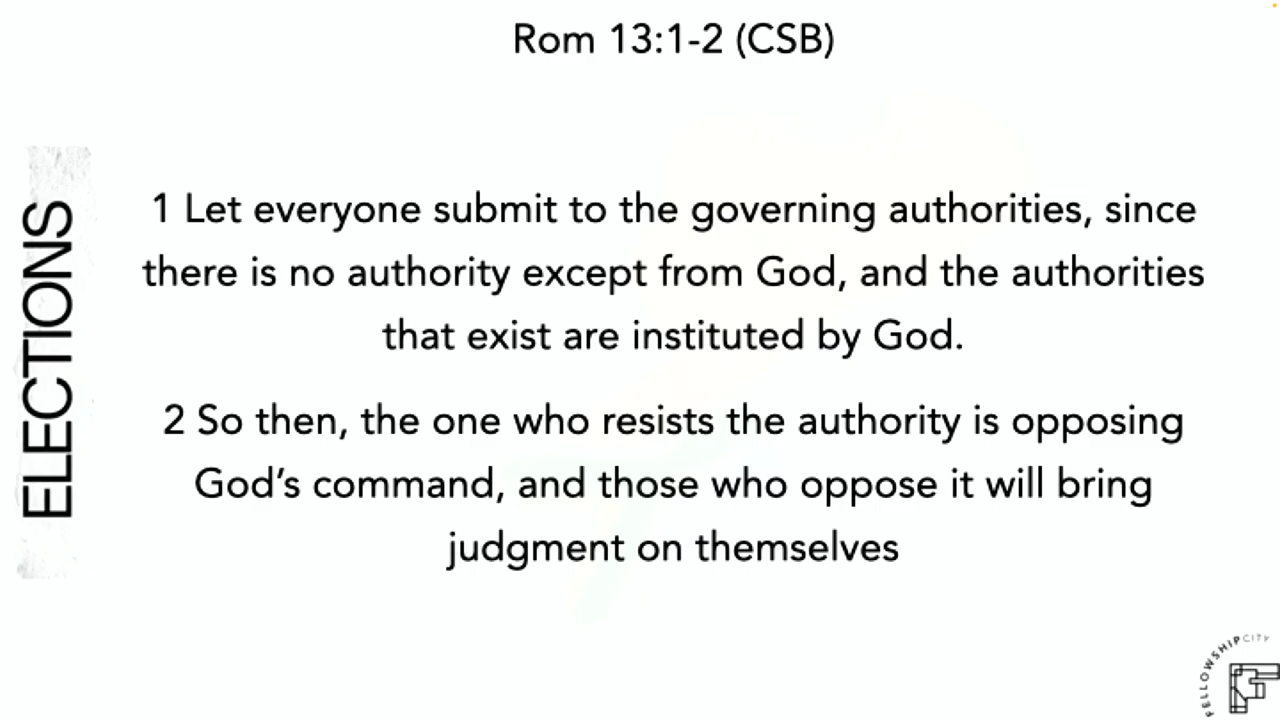 Rom 13:1-2 (CSB)
ELECTIONS
1 Let everyone submit to the governing authorities, since
there is no authority except from God, and the authorities
that exist are instituted by God.
2 So then, the one who resists the authority is opposing
God’s command, and those who oppose it will bring
judgment on themselves
FELLOWSHIPCITY